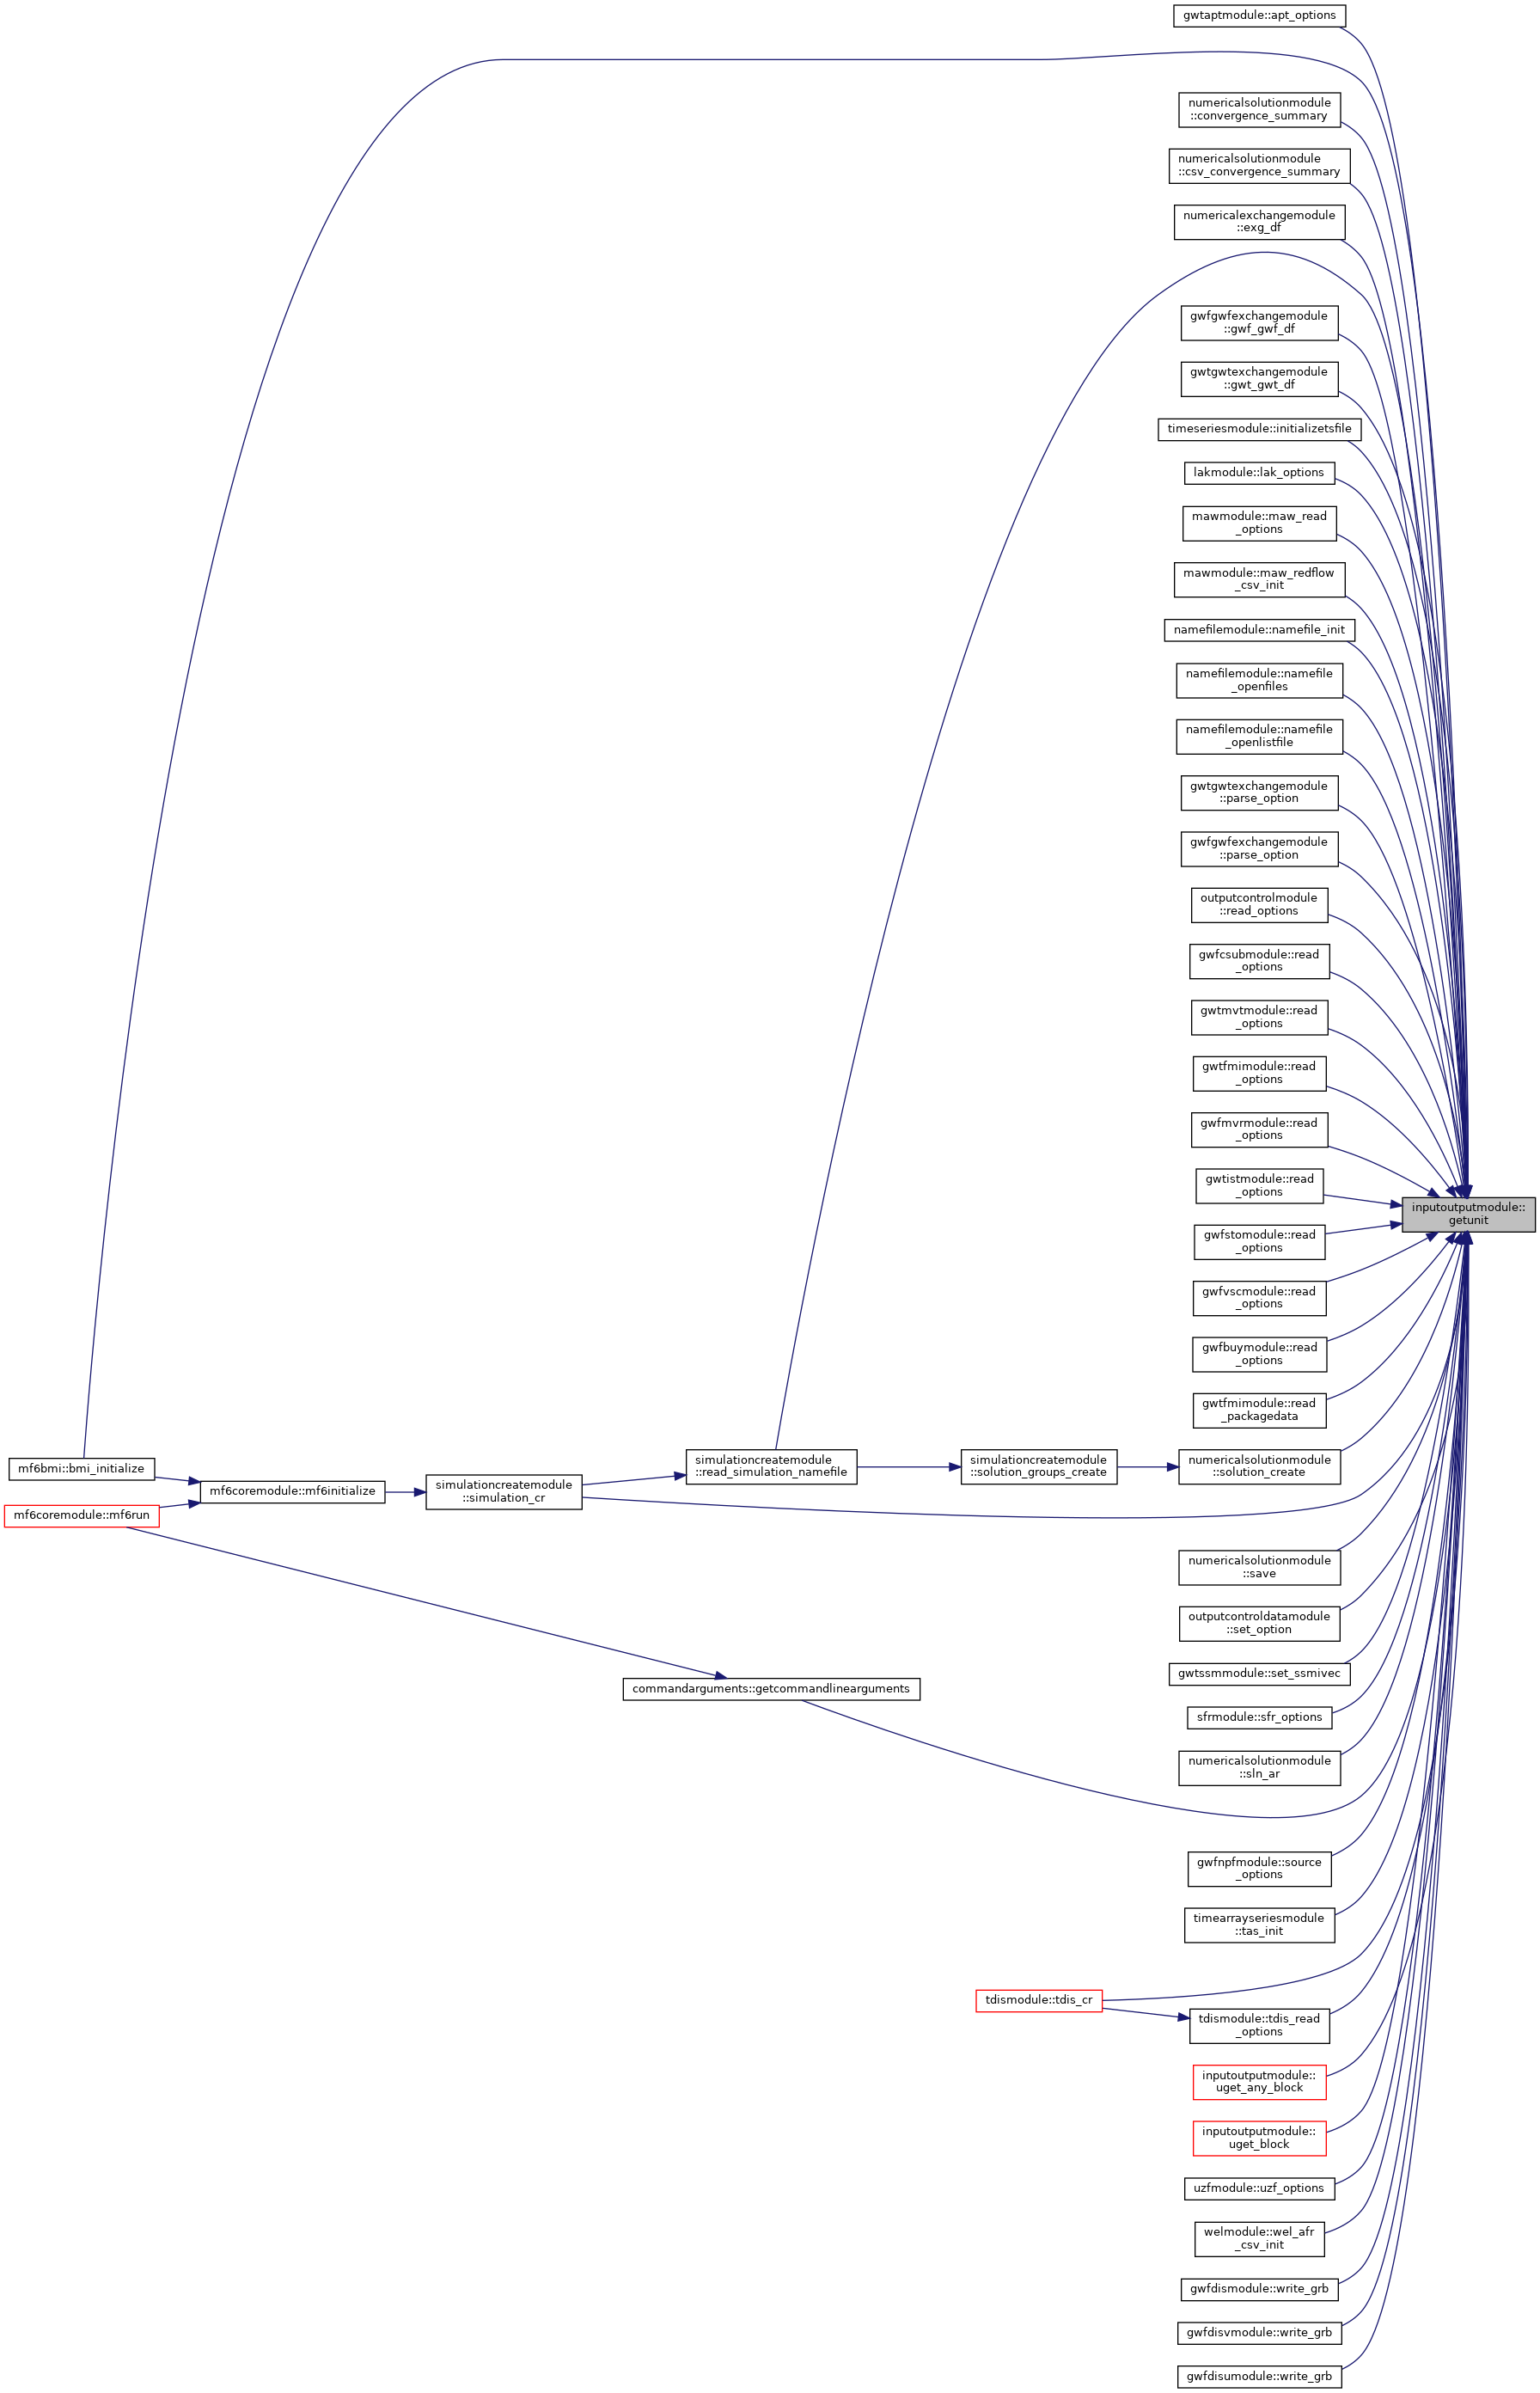 gwtaptmodule::apt_options
numericalsolutionmodule
::convergence_summary
numericalsolutionmodule
::csv_convergence_summary
numericalexchangemodule
::exg_df
gwfgwfexchangemodule
::gwf_gwf_df
gwtgwtexchangemodule
::gwt_gwt_df
timeseriesmodule::initializetsfile
lakmodule::lak_options
mawmodule::maw_read
_options
mawmodule::maw_redflow
_csv_init
namefilemodule::namefile_init
namefilemodule::namefile
_openfiles
namefilemodule::namefile
_openlistfile
gwtgwtexchangemodule
::parse_option
gwfgwfexchangemodule
::parse_option
outputcontrolmodule
::read_options
gwfcsubmodule::read
_options
gwtmvtmodule::read
_options
gwtfmimodule::read
_options
gwfmvrmodule::read
_options
gwtistmodule::read
_options
inputoutputmodule::
getunit
gwfstomodule::read
_options
gwfvscmodule::read
_options
gwfbuymodule::read
_options
gwtfmimodule::read
_packagedata
mf6bmi::bmi_initialize
mf6coremodule::mf6run
mf6coremodule::mf6initialize
simulationcreatemodule
::simulation_cr
simulationcreatemodule
::read_simulation_namefile
simulationcreatemodule
::solution_groups_create
numericalsolutionmodule
::solution_create
numericalsolutionmodule
::save
outputcontroldatamodule
::set_option
gwtssmmodule::set_ssmivec
commandarguments::getcommandlinearguments
sfrmodule::sfr_options
numericalsolutionmodule
::sln_ar
gwfnpfmodule::source
_options
timearrayseriesmodule
::tas_init
tdismodule::tdis_cr
tdismodule::tdis_read
_options
inputoutputmodule::
uget_any_block
inputoutputmodule::
uget_block
uzfmodule::uzf_options
welmodule::wel_afr
_csv_init
gwfdismodule::write_grb
gwfdisvmodule::write_grb
gwfdisumodule::write_grb